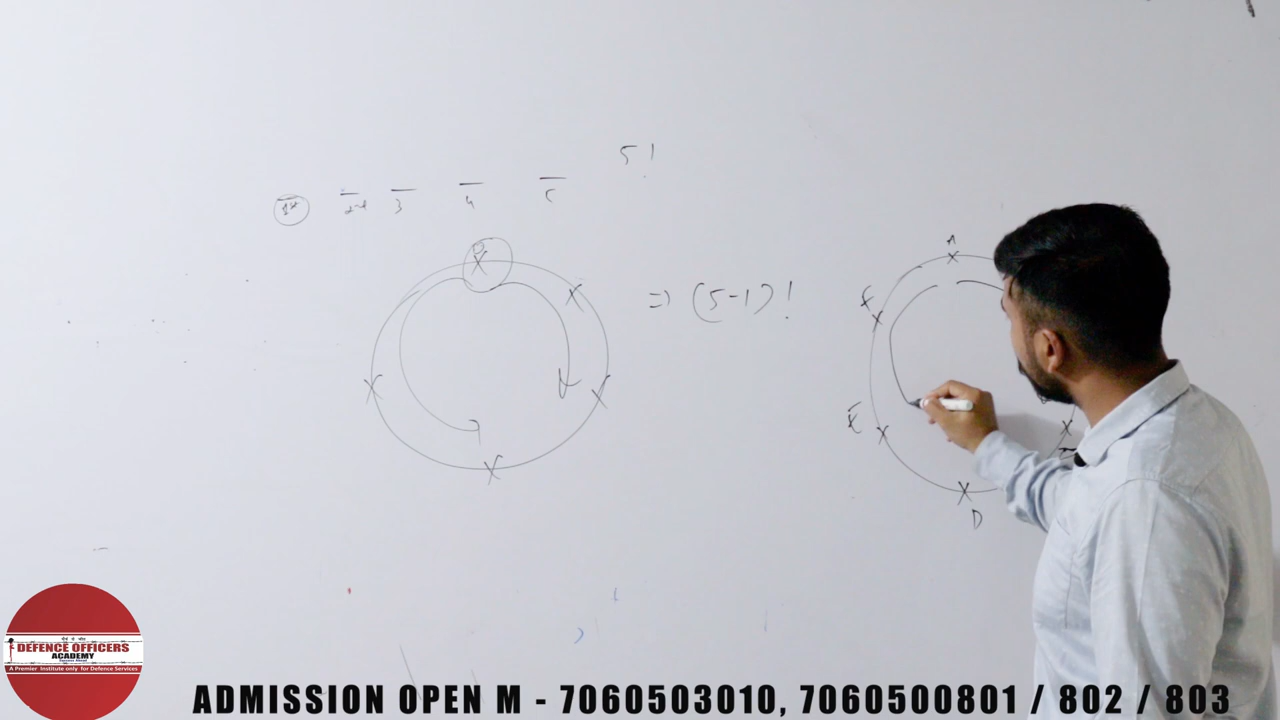 5!
1st 2nd 3 4 5
=> (5-1)!
A
F
E
D
DEFENCE OFFICERS
ACADEMY
A Premier Institute only for Defence Services
ADMISSION OPEN M - 7060503010, 7060500801 / 802 / 803